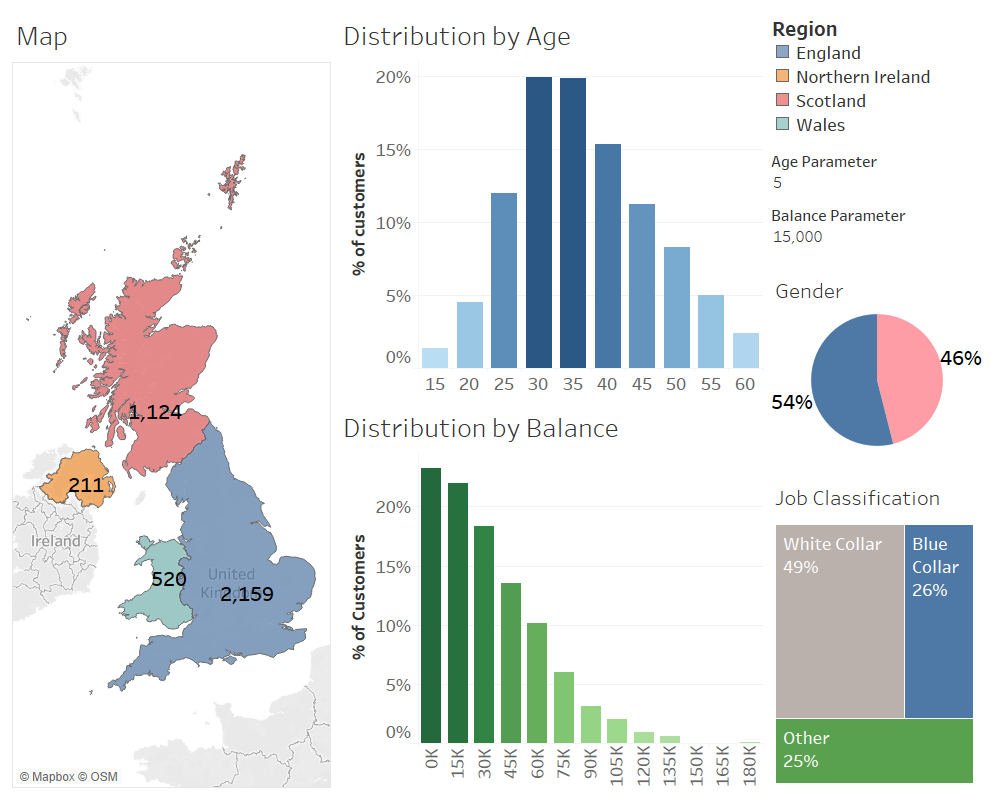 Map
1,124
211
Ireland
520
United
Kingdom
2,159
© Mapbox © OSM
Distribution by Age
% of customers
20%
15%
10%
5%
0%
15 20 25 30 35 40 45 50 55 60
Distribution by Balance
% of Customers
20%
15%
10%
5%
0%
0K 15K 30K 45K 60K 75K 90K 105K 120K 135K 150K 165K 180K
Region
England
Northern Ireland
Scotland
Wales
Age Parameter
5
Balance Parameter
15,000
Gender
46%
54%
Job Classification
White Collar
49%
Blue
Collar
26%
Other
25%